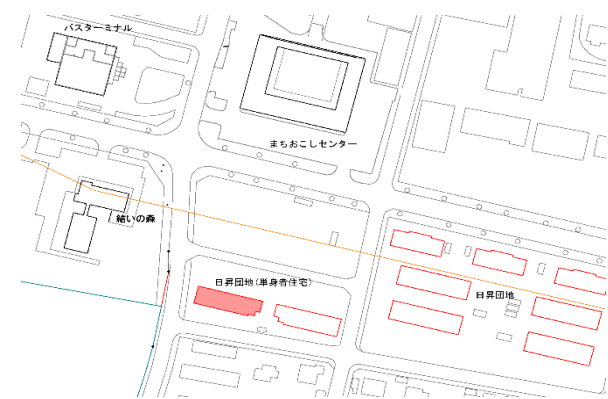 バスターミナル
まちおこしセンター
結いの森
日昇団地(単身者住宅)
日昇団地